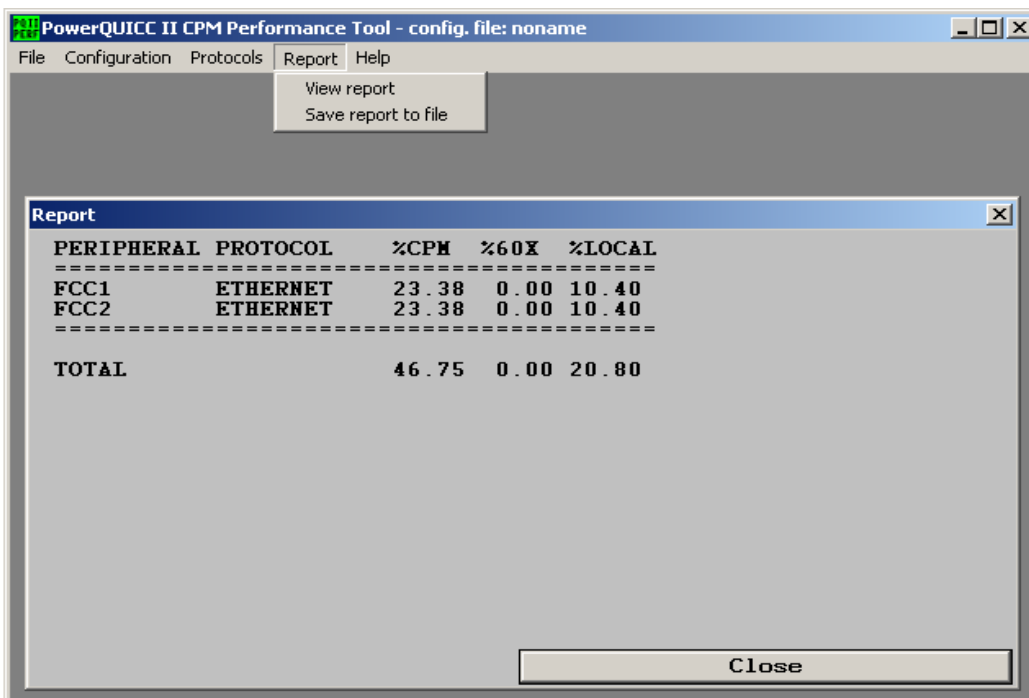 PQII PERF PowerQUICC II CPM Performance Tool - config. file: noname
File Configuration Protocols Report Help
View report
Save report to file
Report
PERIPHERAL PROTOCOL %CPM %60X %LOCAL
=========================================
FCC1 ETHERNET 23.38 0.00 10.40
FCC2 ETHERNET 23.38 0.00 10.40
=========================================
TOTAL 46.75 0.00 20.80
Close